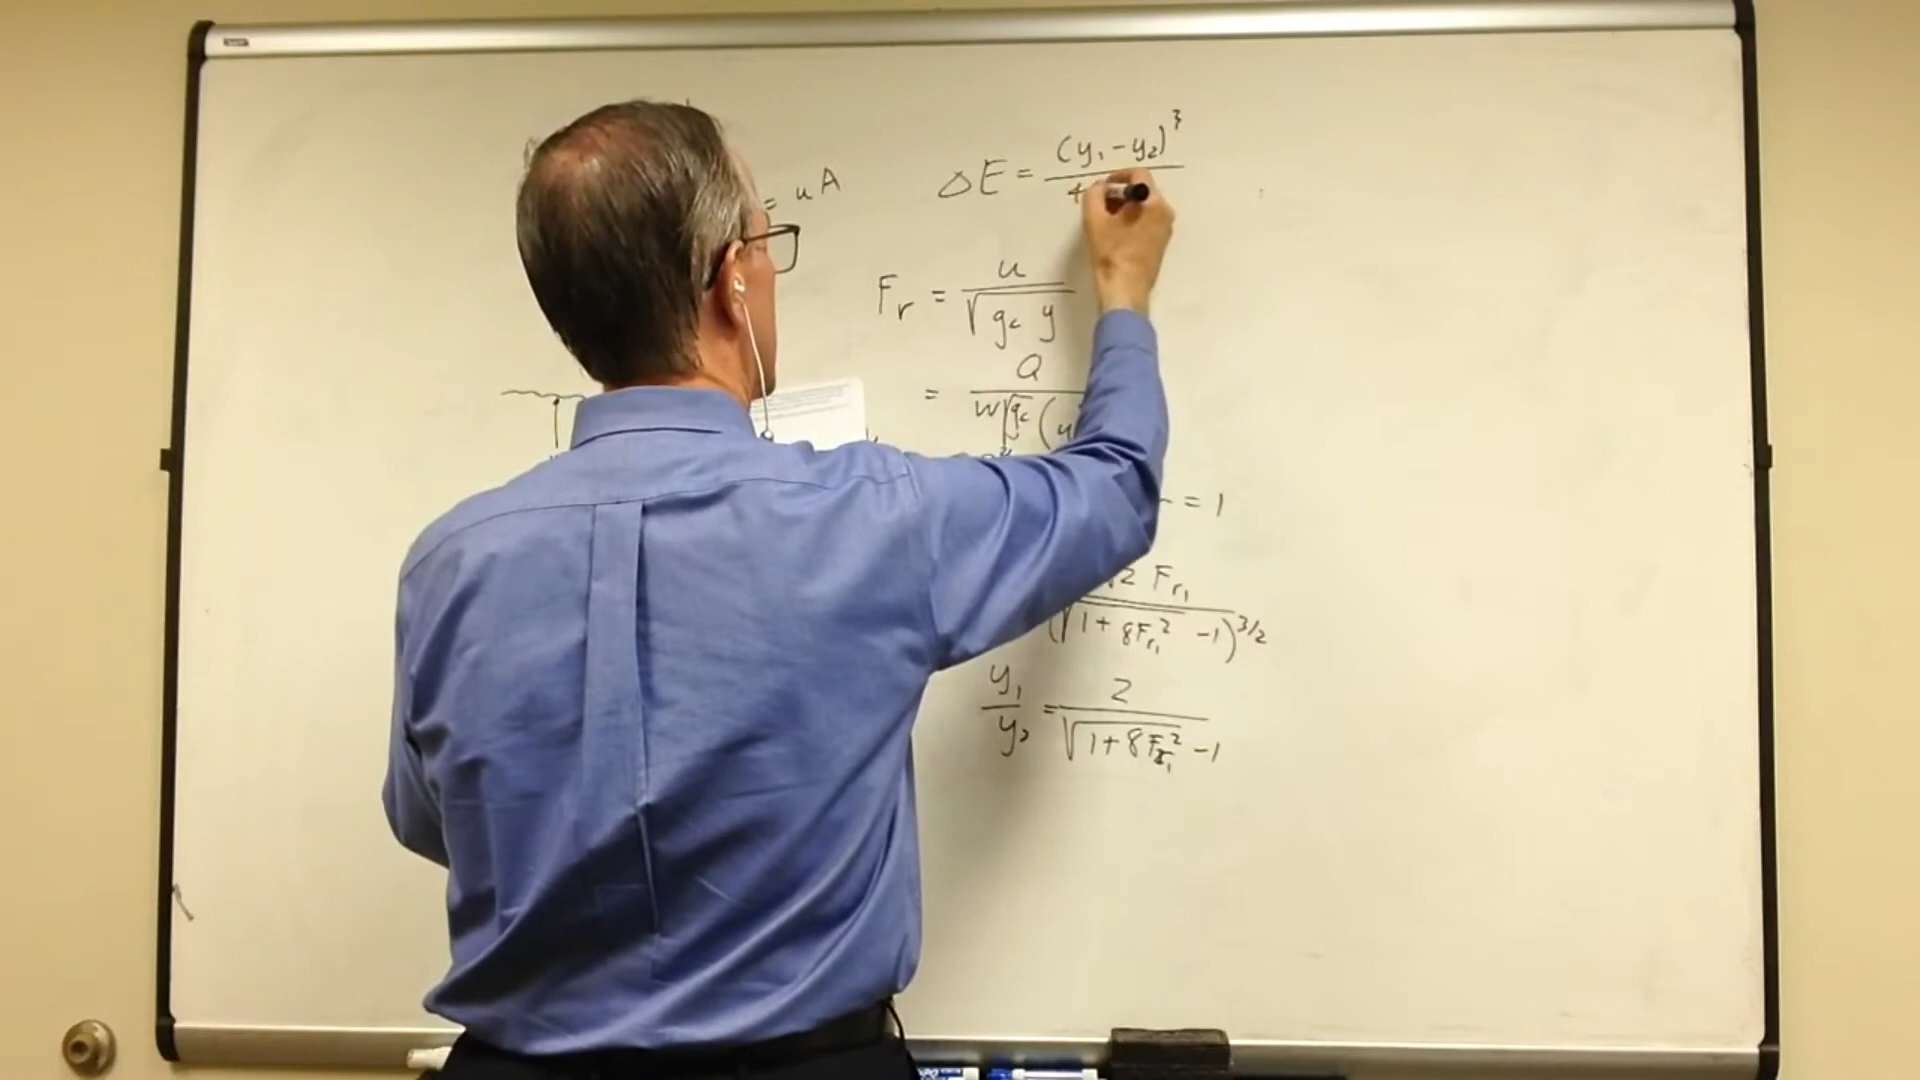 = u A
ΔE = (y₁ - y₂)³
4
Fr = u / √(gc y)
= Q / W√gc (y
= 1
√2 Fr₁ / (√(1 + 8Fr₁²) - 1)^3/2
y₁ / y₂ = 2 / (√(1 + 8Fr₁²) - 1)